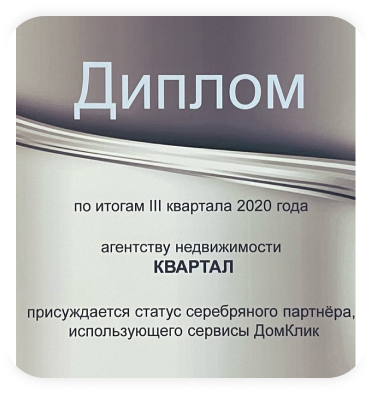 Диплом
по итогам III квартала 2020 года
агентству недвижимости
КВАРТАЛ
присуждается статус серебряного партнёра,
использующего сервисы ДомКлик